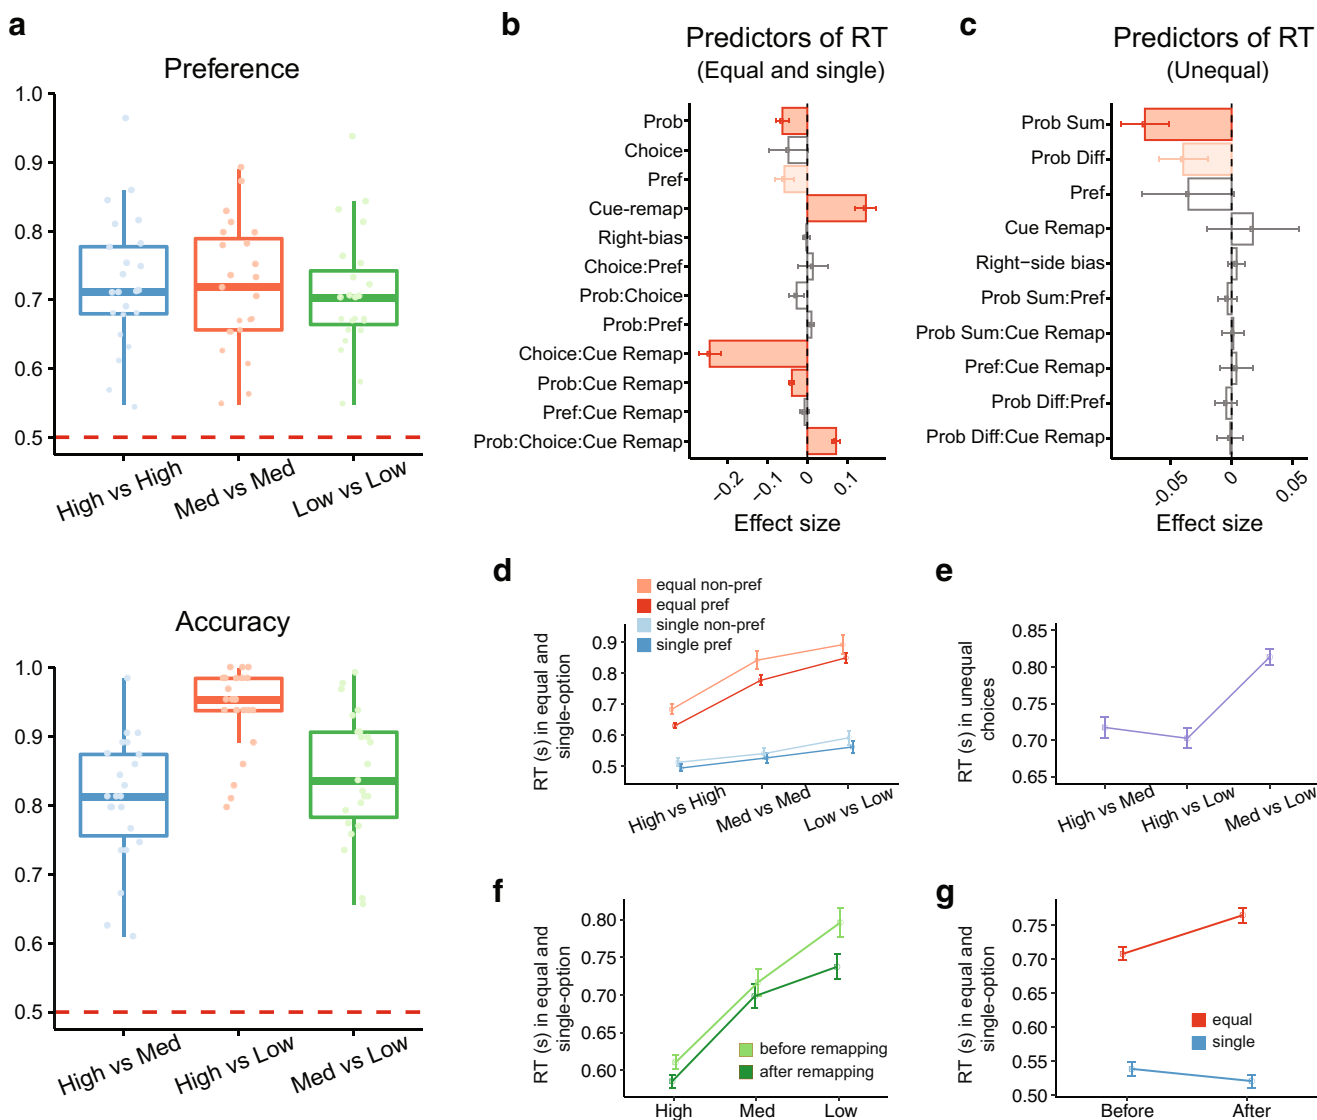 a
Preference
1.0
0.9
0.8
0.7
0.6
0.5
High vs High
Med vs Med
Low vs Low
Accuracy
1.0
0.9
0.8
0.7
0.6
0.5
High vs Med
High vs Low
Med vs Low
b
Predictors of RT
(Equal and single)
Prob
Choice
Pref
Cue-remap
Right-bias
Choice:Pref
Prob:Choice
Prob:Pref
Choice:Cue Remap
Prob:Cue Remap
Pref:Cue Remap
Prob:Choice:Cue Remap
−0.2
−0.1
0
0.1
Effect size
c
Predictors of RT
(Unequal)
Prob Sum
Prob Diff
Pref
Cue Remap
Right−side bias
Prob Sum:Pref
Prob Sum:Cue Remap
Pref:Cue Remap
Prob Diff:Pref
Prob Diff:Cue Remap
-0.05
0
0.05
Effect size
d
equal non-pref
equal pref
single non-pref
single pref
RT (s) in equal and
single-option
0.9
0.8
0.7
0.6
0.5
High vs High
Med vs Med
Low vs Low
e
RT (s) in unequal
choices
0.85
0.80
0.75
0.70
0.65
High vs Med
High vs Low
Med vs Low
f
RT (s) in equal and
single-option
0.80
0.75
0.70
0.65
0.60
before remapping
after remapping
High
Med
Low
g
RT (s) in equal and
single-option
0.75
0.70
0.65
0.60
0.55
0.50
equal
single
Before
After